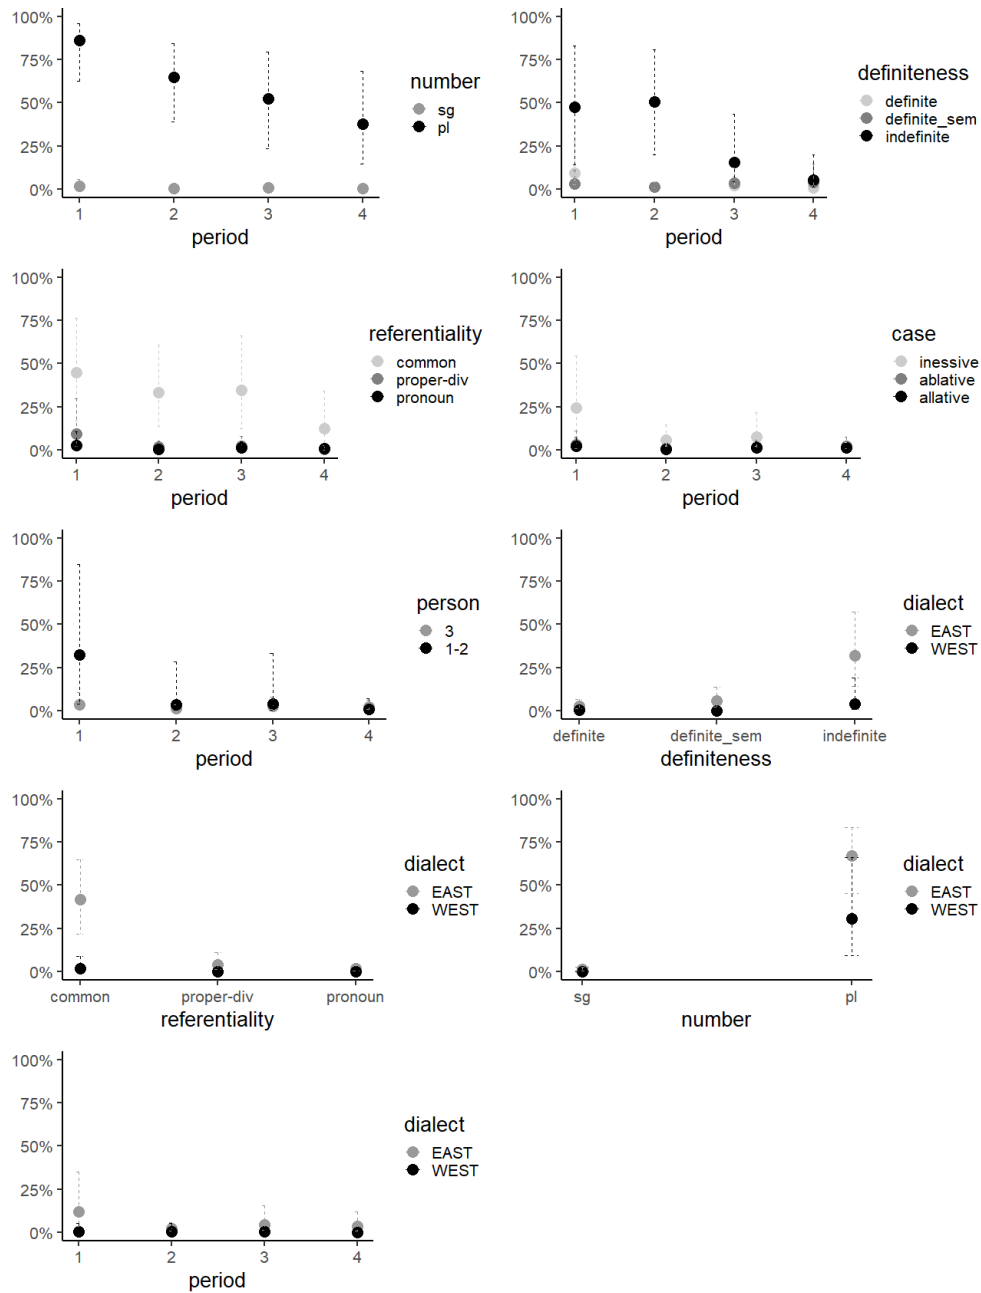 100%
75%
50%
25%
0%
1 2 3 4
period
number
sg
pl
100%
75%
50%
25%
0%
1 2 3 4
period
definiteness
definite
definite_sem
indefinite
100%
75%
50%
25%
0%
1 2 3 4
period
referentiality
common
proper-div
pronoun
100%
75%
50%
25%
0%
1 2 3 4
period
case
inessive
ablative
allative
100%
75%
50%
25%
0%
1 2 3 4
period
person
3
1-2
100%
75%
50%
25%
0%
definite definite_sem indefinite
definiteness
dialect
EAST
WEST
100%
75%
50%
25%
0%
common proper-div pronoun
referentiality
dialect
EAST
WEST
100%
75%
50%
25%
0%
sg pl
number
dialect
EAST
WEST
100%
75%
50%
25%
0%
1 2 3 4
period
dialect
EAST
WEST